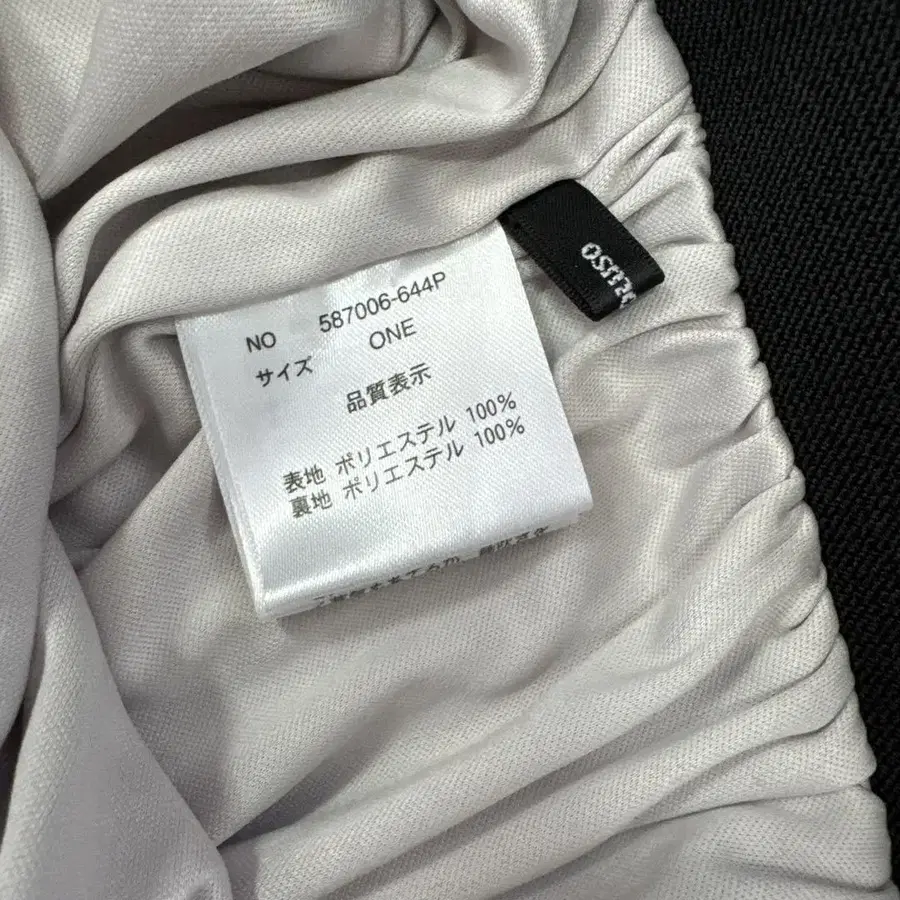 NO 587006-644P
サイズ ONE
品質表示
表地 ポリエステル 100%
裏地 ポリエステル 100%